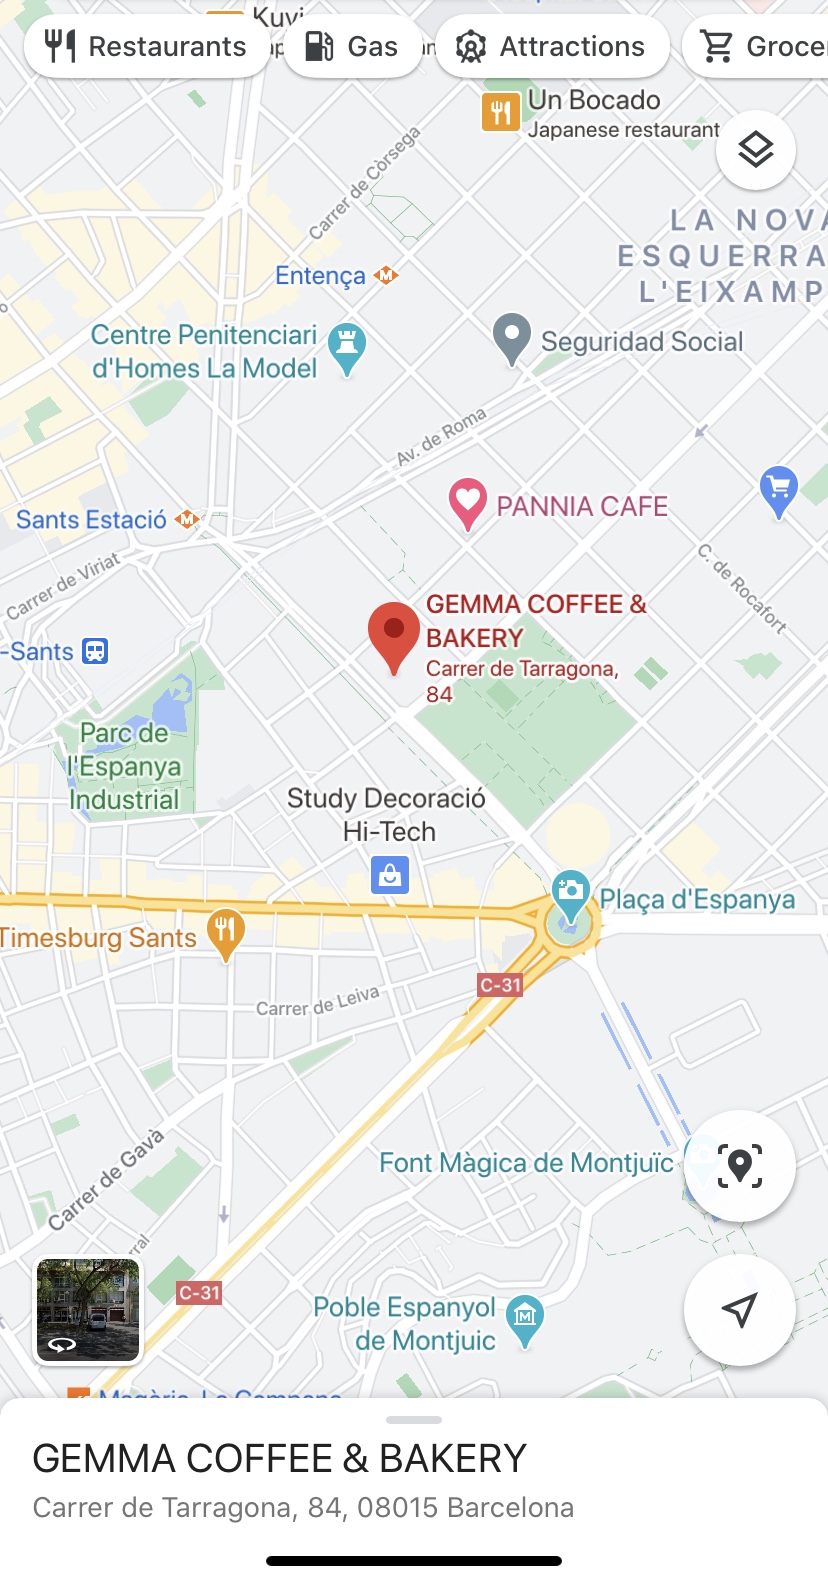 Kuvi
Restaurants
Gas
Attractions
Grocer
Un Bocado
Japanese restaurant
Carrer de Còrsega
LA NOVA
ESQUERRA
L'EIXAMP
Entença
Centre Penitenciari
d'Homes La Model
Seguridad Social
Av. de Roma
PANNIA CAFE
Sants Estació
Carrer de Viriat
C. de Rocafort
GEMMA COFFEE &
BAKERY
Carrer de Tarragona,
84
-Sants
Parc de
l'Espanya
Industrial
Study Decoració
Hi-Tech
Plaça d'Espanya
Timesburg Sants
C-31
Carrer de Leiva
Carrer de Gavà
Font Màgica de Montjuïc
rral
C-31
Poble Espanyol
de Montjuic
GEMMA COFFEE & BAKERY
Carrer de Tarragona, 84, 08015 Barcelona